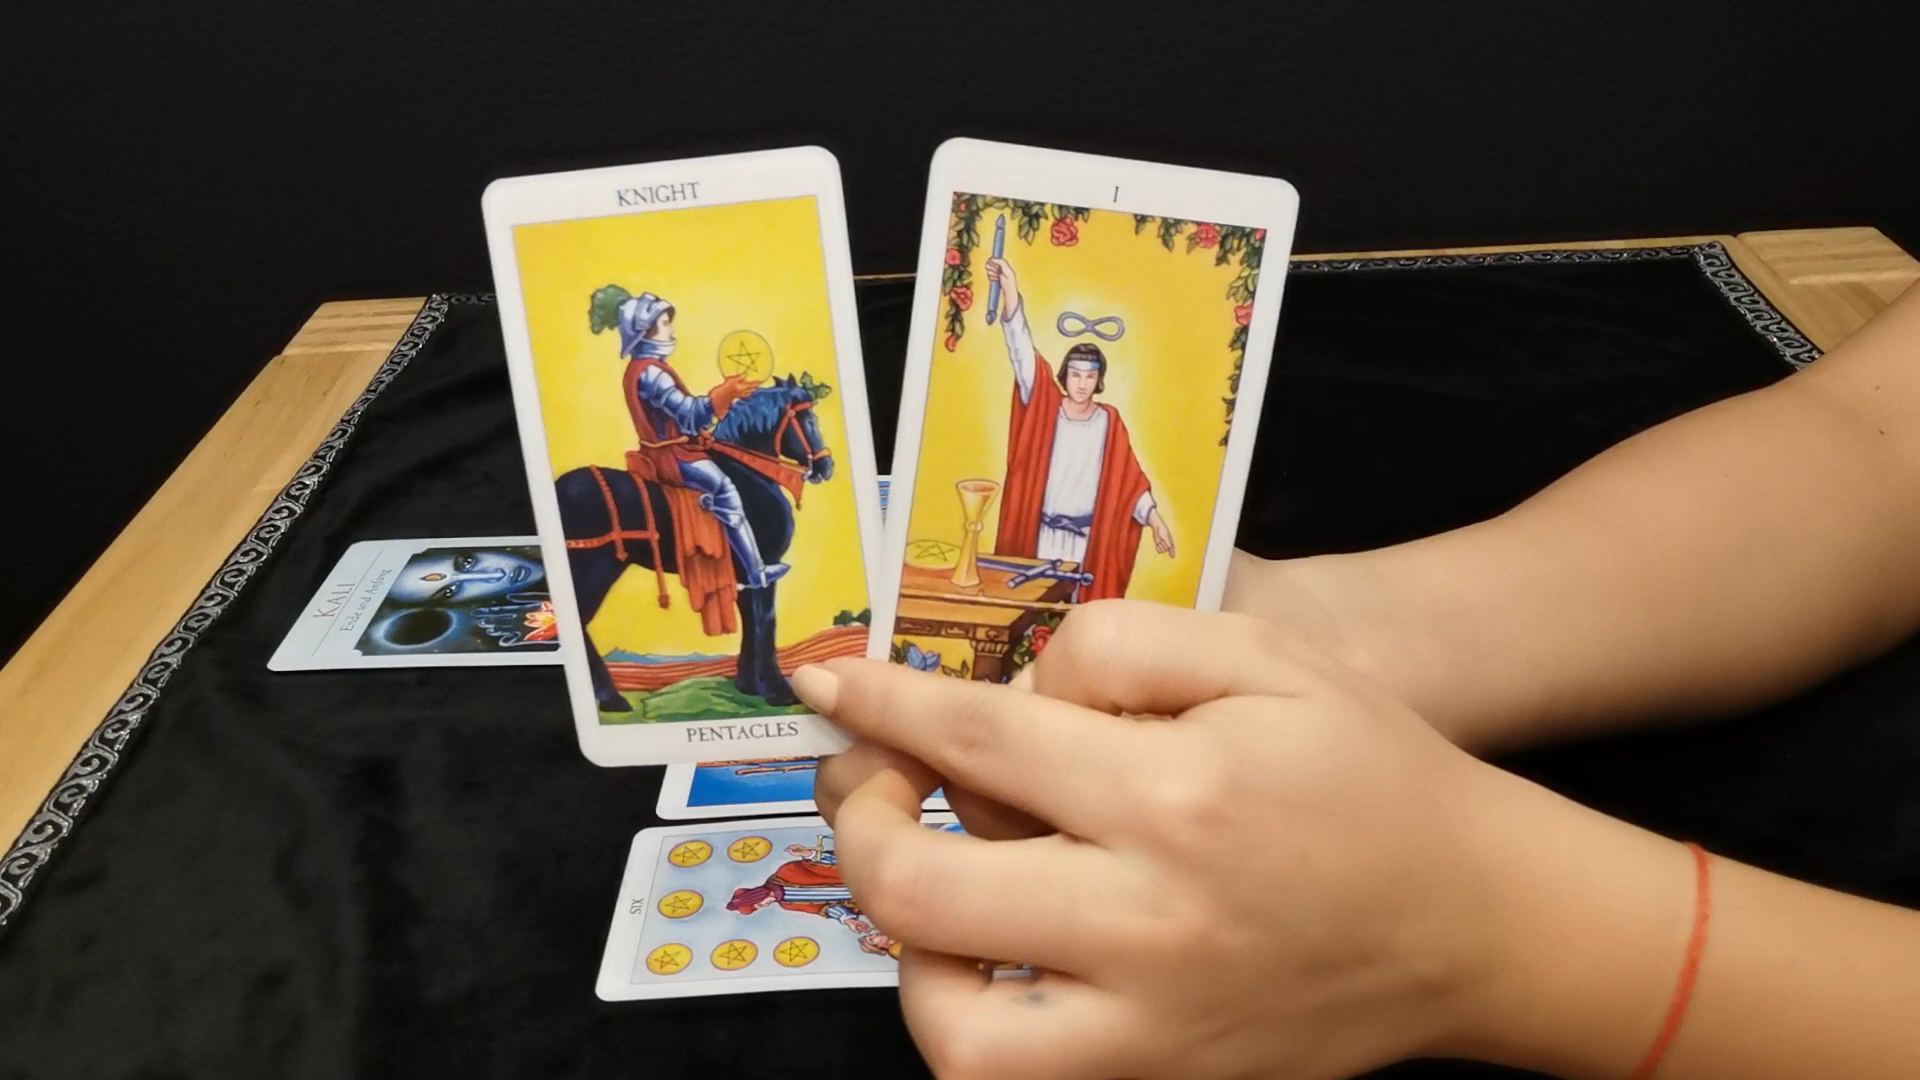 KNIGHT
PENTACLES
I
KALI
Ende und Anfang
SIX